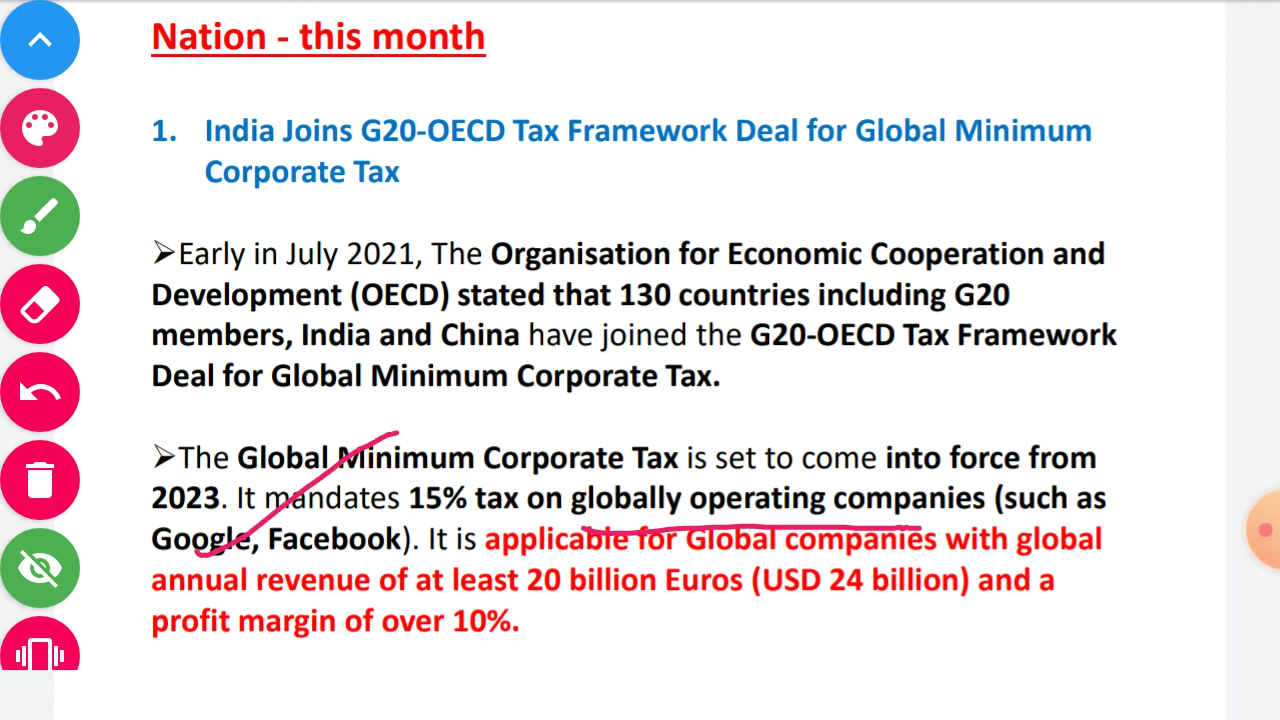 Nation - this month
1. India Joins G20-OECD Tax Framework Deal for Global Minimum
Corporate Tax
➢Early in July 2021, The Organisation for Economic Cooperation and
Development (OECD) stated that 130 countries including G20
members, India and China have joined the G20-OECD Tax Framework
Deal for Global Minimum Corporate Tax.
➢The Global Minimum Corporate Tax is set to come into force from
2023. It mandates 15% tax on globally operating companies (such as
Google, Facebook). It is applicable for Global companies with global
annual revenue of at least 20 billion Euros (USD 24 billion) and a
profit margin of over 10%.